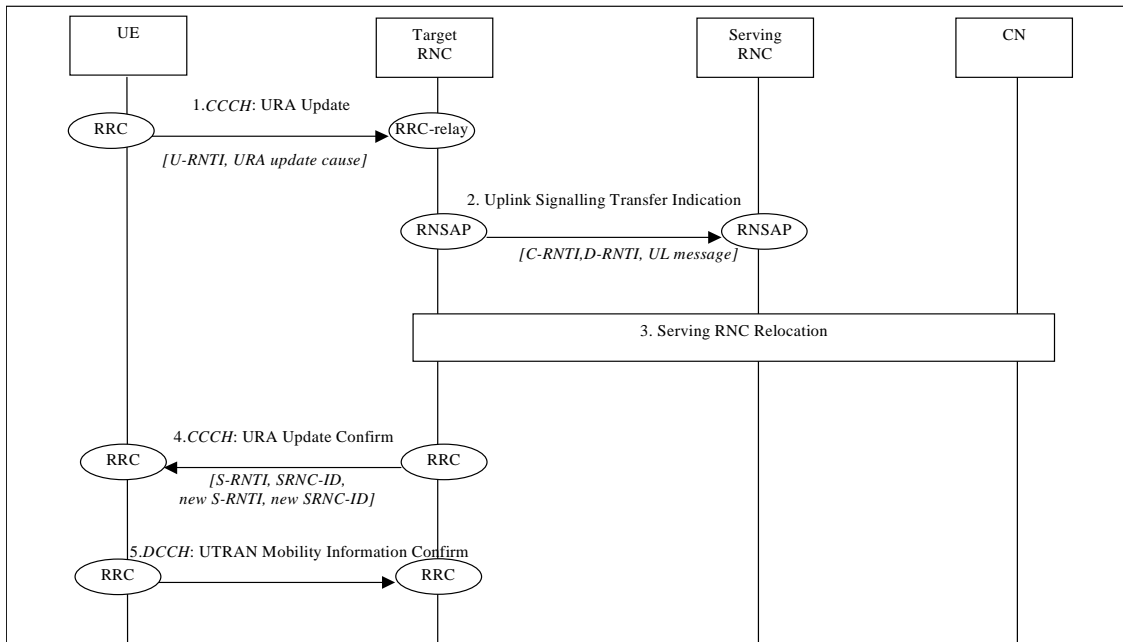 UE
Target
RNC
Serving
RNC
CN
1.CCCH: URA Update
RRC
RRC-relay
[U-RNTI, URA update cause]
2. Uplink Signalling Transfer Indication
RNSAP
RNSAP
[C-RNTI,D-RNTI, UL message]
3. Serving RNC Relocation
4.CCCH: URA Update Confirm
RRC
RRC
[S-RNTI, SRNC-ID,
new S-RNTI, new SRNC-ID]
5.DCCH: UTRAN Mobility Information Confirm
RRC
RRC